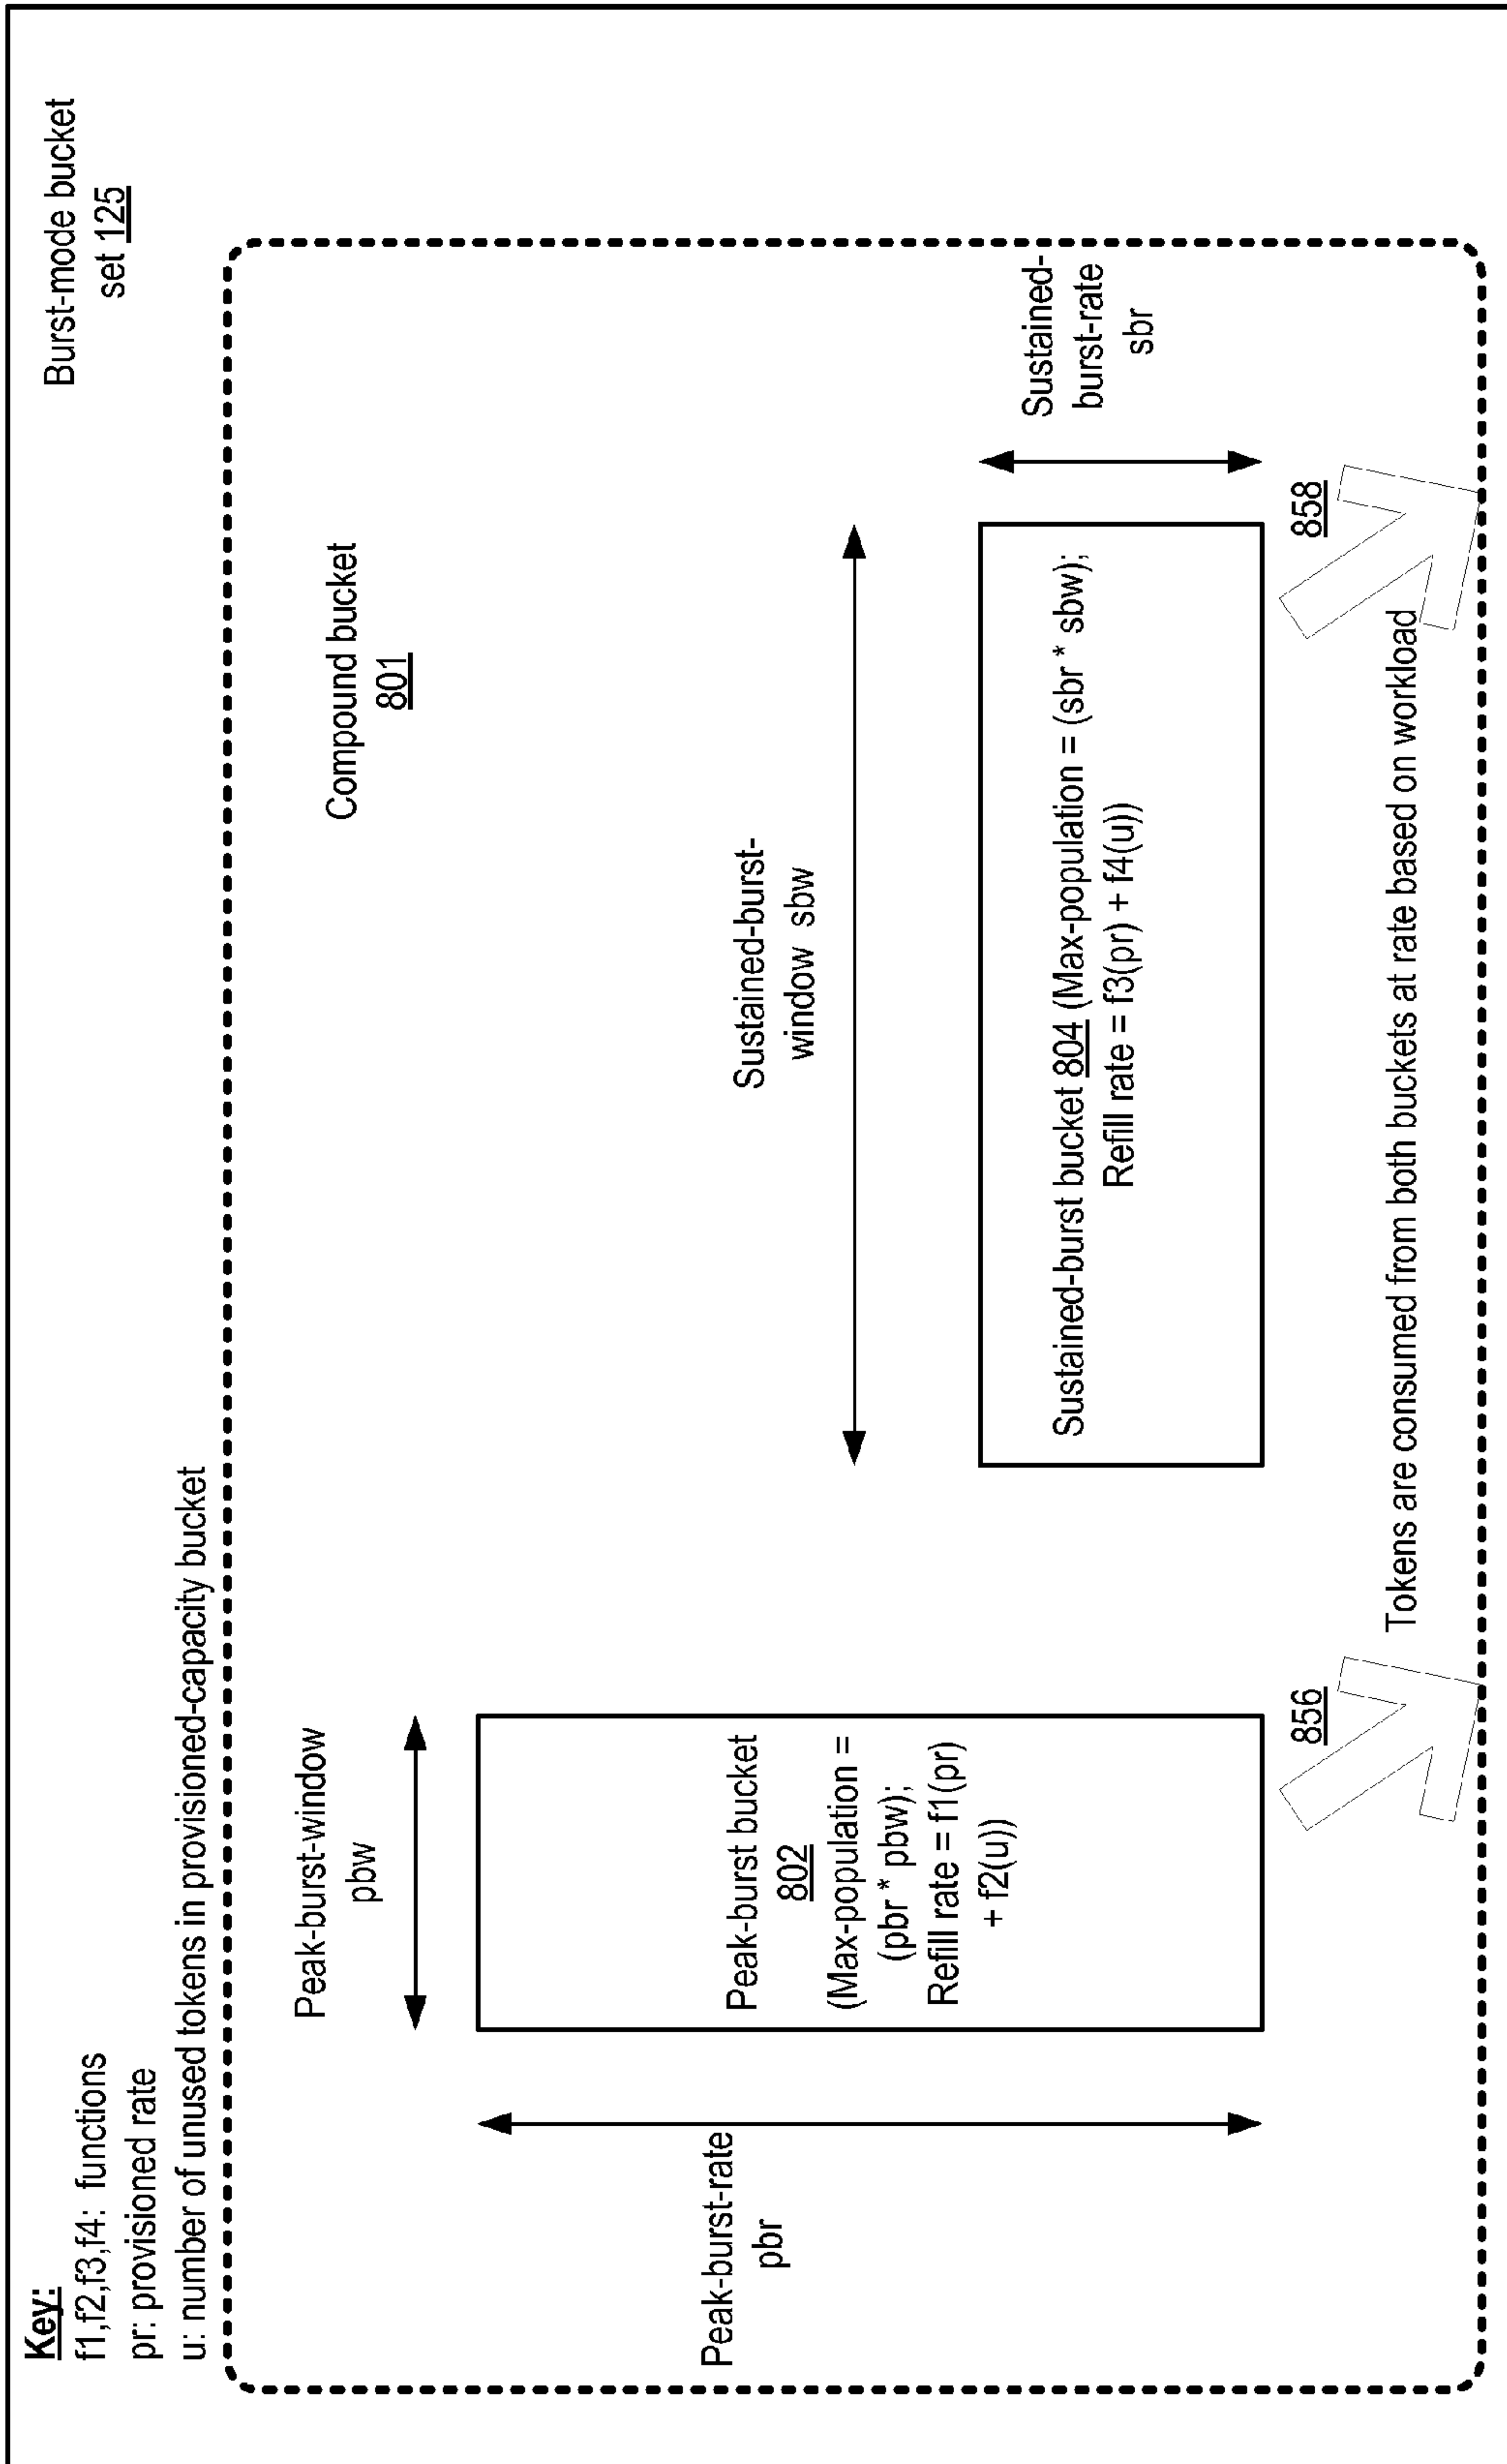 Key:
f1,f2,f3,f4: functions
pr: provisioned rate
u: number of unused tokens in provisioned-capacity bucket
Burst-mode bucket
set 125
Compound bucket
801
Peak-burst-window
pbw
Peak-burst-rate
pbr
Peak-burst bucket
802
(Max-population =
(pbr * pbw);
Refill rate = f1(pr)
+ f2(u))
Sustained-burst-
window sbw
Sustained-burst bucket 804 (Max-population = (sbr * sbw);
Refill rate = f3(pr) + f4(u))
Sustained-
burst-rate
sbr
856
858
Tokens are consumed from both buckets at rate based on workload